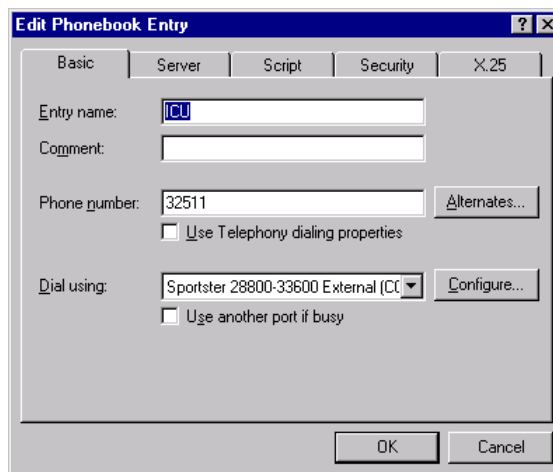 Edit Phonebook Entry
Basic Server Script Security X.25
Entry name: ICU
Comment:
Phone number: 32511 Alternates...
Use Telephony dialing properties
Dial using: Sportster 28800-33600 External (CO Configure...
Use another port if busy
OK Cancel